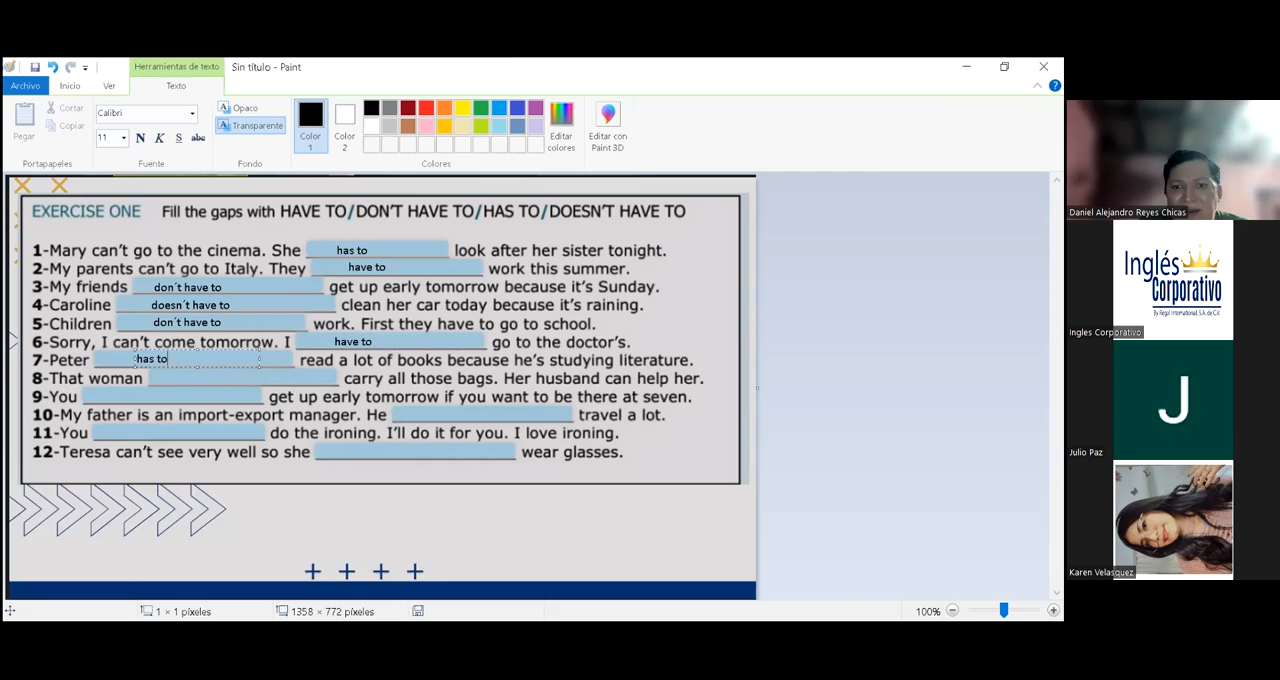 Herramientas de texto
Sin título - Paint
Archivo Inicio Ver Texto
Pegar
Cortar
Copiar
Portapapeles
Calibri
11 N K S abc
Fuente
Opaco
Transparente
Fondo
Color 1
Color 2
Colores
Editar colores
Editar con Paint 3D
EXERCISE ONE Fill the gaps with HAVE TO/DON'T HAVE TO/HAS TO/DOESN'T HAVE TO
1-Mary can't go to the cinema. She has to look after her sister tonight.
2-My parents can't go to Italy. They have to work this summer.
3-My friends don´t have to get up early tomorrow because it's Sunday.
4-Caroline doesn´t have to clean her car today because it's raining.
5-Children don´t have to work. First they have to go to school.
6-Sorry, I can't come tomorrow. I have to go to the doctor's.
7-Peter has to read a lot of books because he's studying literature.
8-That woman carry all those bags. Her husband can help her.
9-You get up early tomorrow if you want to be there at seven.
10-My father is an import-export manager. He travel a lot.
11-You do the ironing. I'll do it for you. I love ironing.
12-Teresa can't see very well so she wear glasses.
1 × 1 píxeles
1358 × 772 píxeles
100%
Daniel Alejandro Reyes Chicas
Inglés
Corporativo
By Regal International, S.A. de C.V.
Ingles Corporativo
J
Julio Paz
Karen Velasquez